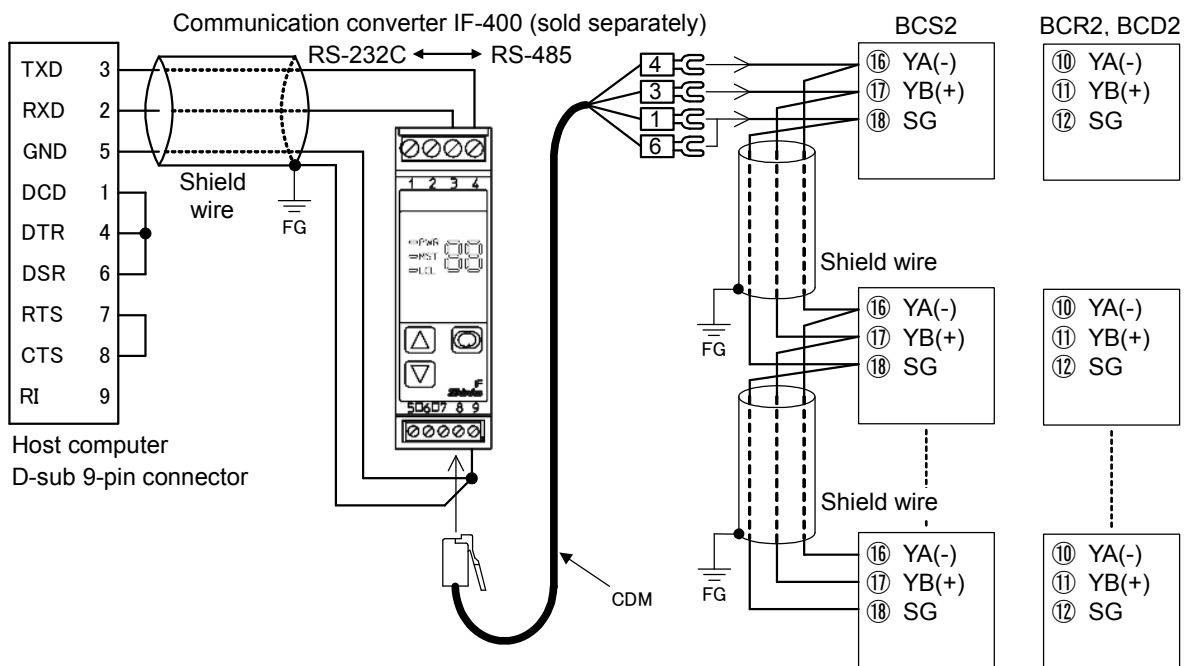 Communication converter IF-400 (sold separately)
RS-232C RS-485
TXD 3
RXD 2
GND 5
DCD 1
DTR 4
DSR 6
RTS 7
CTS 8
RI 9
Host computer
D-sub 9-pin connector
Shield
wire
FG
1 2 3 4
PWR
MST
LCL
88
IF
Shinko
5 6 7 8 9
CDM
4
3
1
6
BCS2
⑯ YA(-)
⑰ YB(+)
⑱ SG
Shield wire
FG
⑯ YA(-)
⑰ YB(+)
⑱ SG
Shield wire
FG
⑯ YA(-)
⑰ YB(+)
⑱ SG
BCR2, BCD2
⑩ YA(-)
⑪ YB(+)
⑫ SG
⑩ YA(-)
⑪ YB(+)
⑫ SG
⑩ YA(-)
⑪ YB(+)
⑫ SG